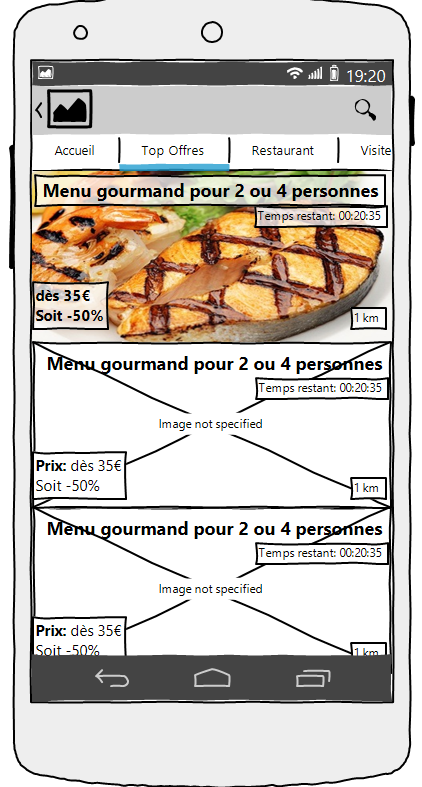 19:20
Accueil
Top Offres
Restaurant
Visite
Menu gourmand pour 2 ou 4 personnes
Temps restant: 00:20:35
dès 35€
Soit -50%
1 km
Menu gourmand pour 2 ou 4 personnes
Temps restant: 00:20:35
Image not specified
Prix: dès 35€
Soit -50%
1 km
Menu gourmand pour 2 ou 4 personnes
Temps restant: 00:20:35
Image not specified
Prix: dès 35€
Soit -50%
1 km